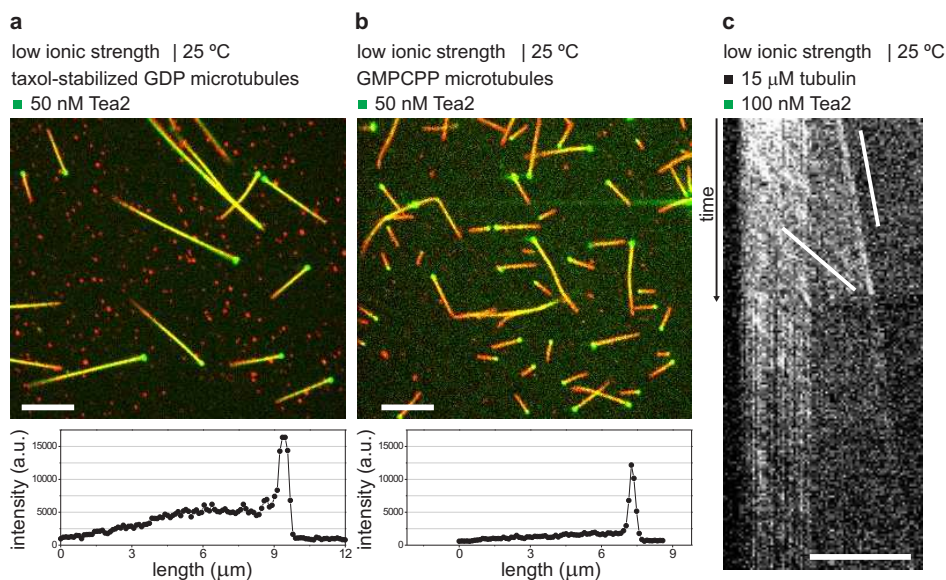 a
low ionic strength | 25 ºC
taxol-stabilized GDP microtubules
50 nM Tea2
b
low ionic strength | 25 ºC
GMPCPP microtubules
50 nM Tea2
c
low ionic strength | 25 ºC
15 µM tubulin
100 nM Tea2
time
intensity (a.u.)
15000
10000
5000
0
0 3 6 9 12
length (µm)
intensity (a.u.)
15000
10000
5000
0
0 3 6 9
length (µm)